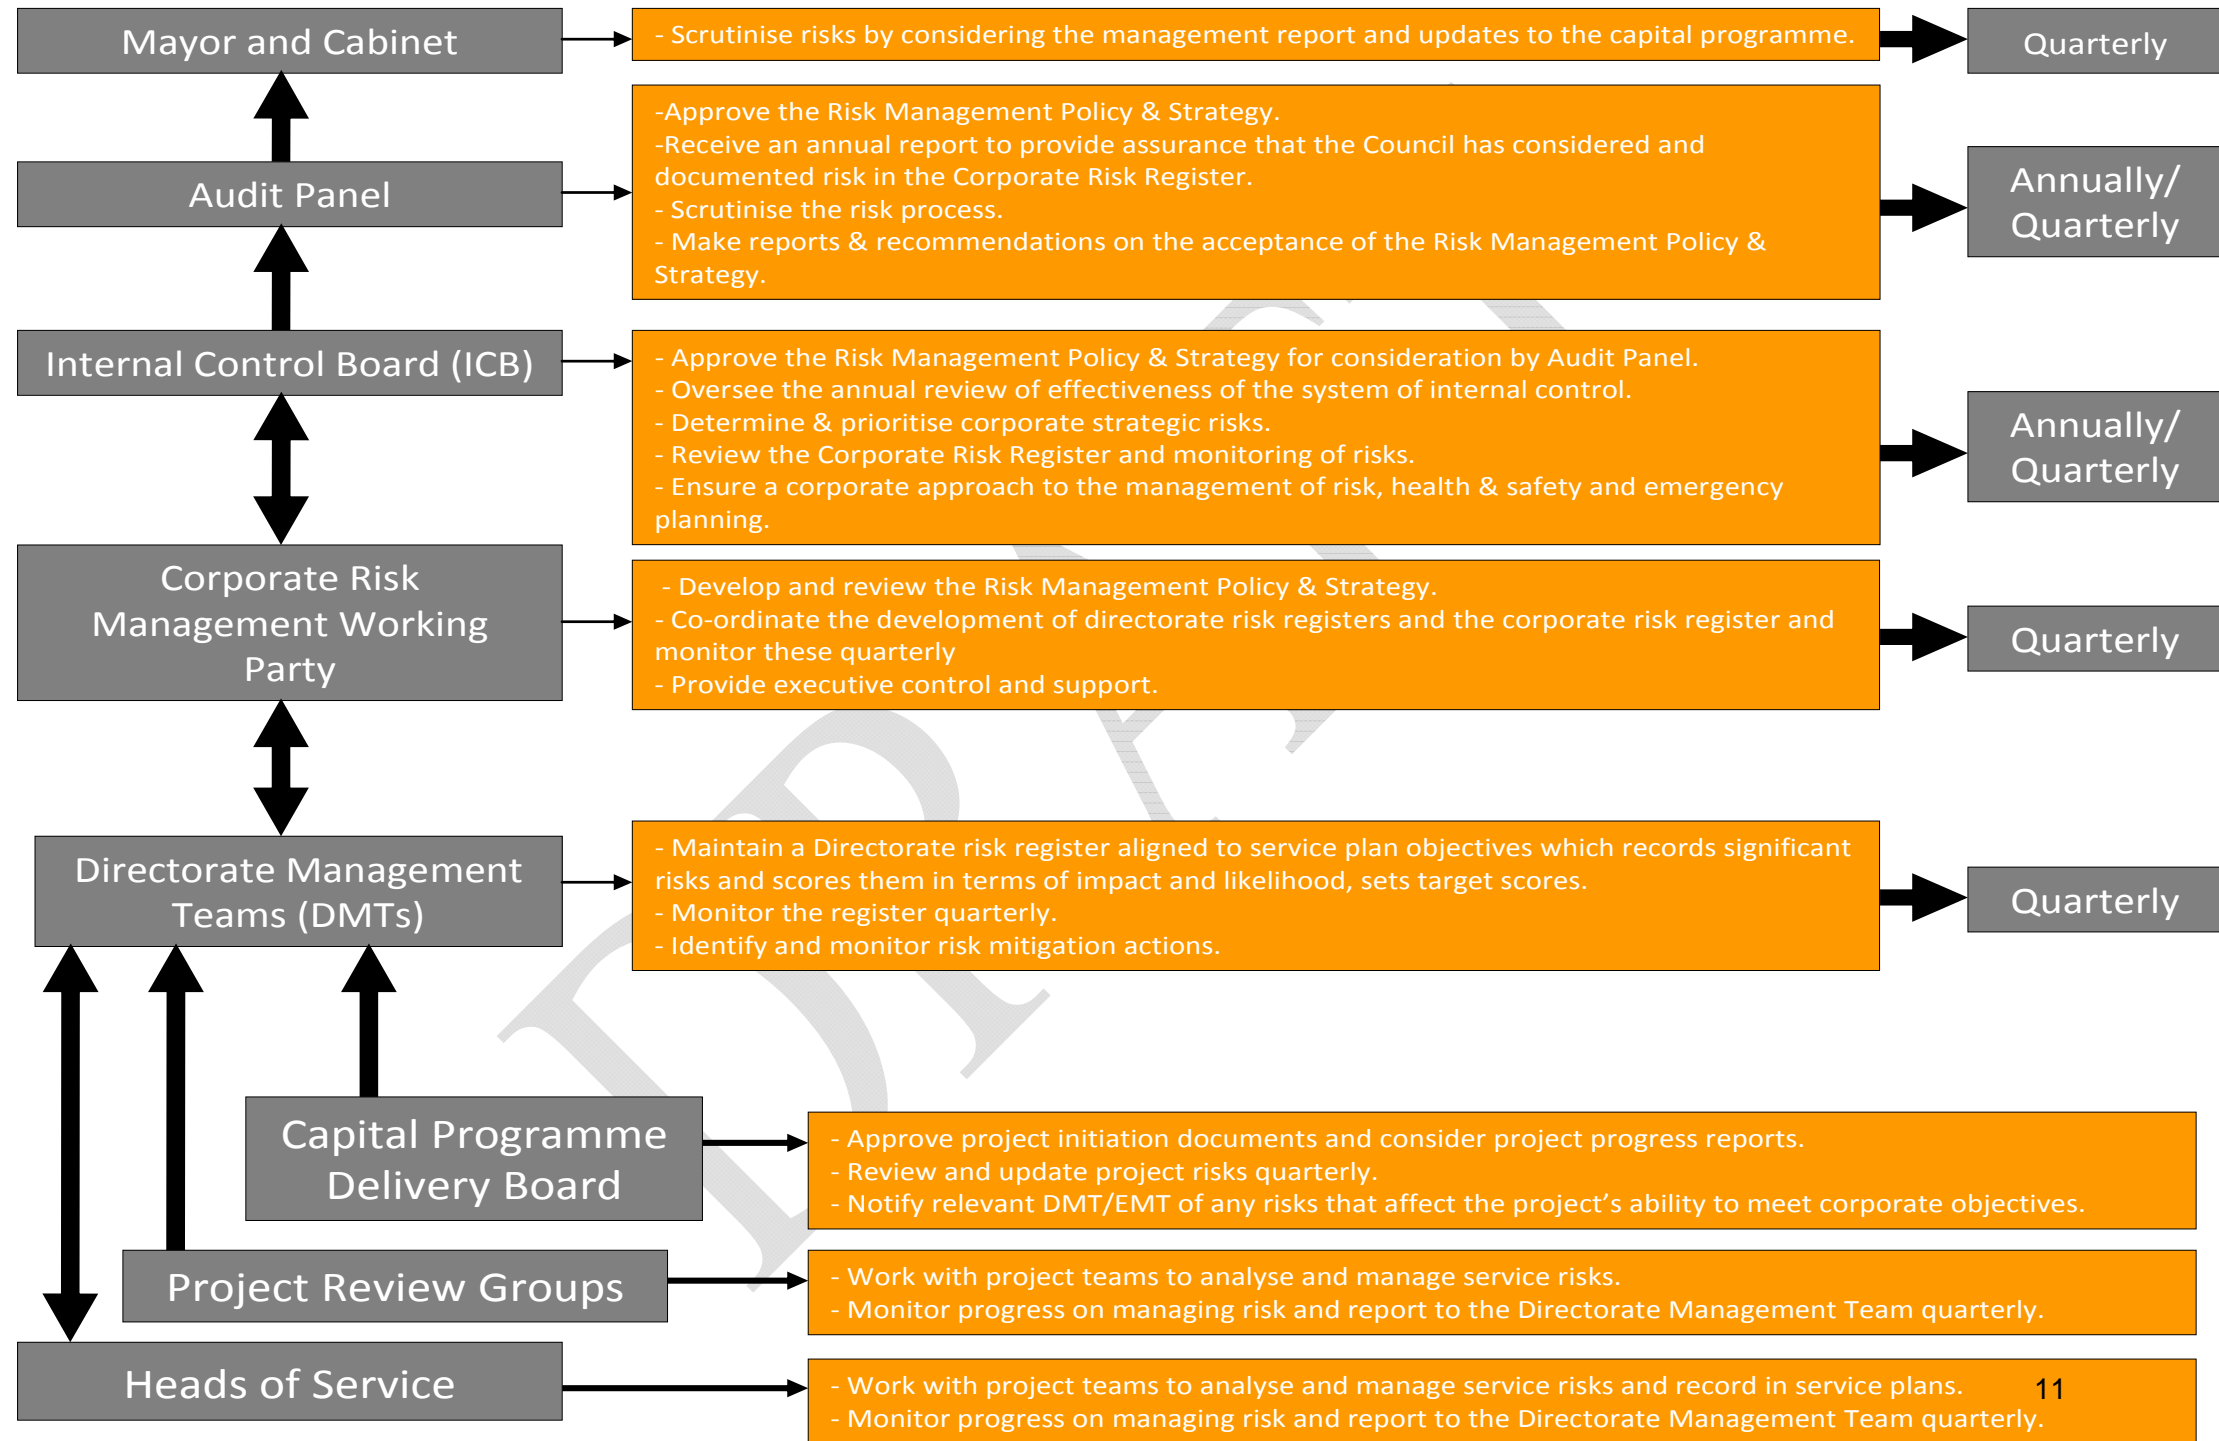 Mayor and Cabinet
- Scrutinise risks by considering the management report and updates to the capital programme.
Quarterly
Audit Panel
-Approve the Risk Management Policy & Strategy.
-Receive an annual report to provide assurance that the Council has considered and
documented risk in the Corporate Risk Register.
- Scrutinise the risk process.
- Make reports & recommendations on the acceptance of the Risk Management Policy &
Strategy.
Annually/
Quarterly
Internal Control Board (ICB)
- Approve the Risk Management Policy & Strategy for consideration by Audit Panel.
- Oversee the annual review of effectiveness of the system of internal control.
- Determine & prioritise corporate strategic risks.
- Review the Corporate Risk Register and monitoring of risks.
- Ensure a corporate approach to the management of risk, health & safety and emergency
planning.
Annually/
Quarterly
Corporate Risk
Management Working
Party
- Develop and review the Risk Management Policy & Strategy.
- Co-ordinate the development of directorate risk registers and the corporate risk register and
monitor these quarterly
- Provide executive control and support.
Quarterly
Directorate Management
Teams (DMTs)
- Maintain a Directorate risk register aligned to service plan objectives which records significant
risks and scores them in terms of impact and likelihood, sets target scores.
- Monitor the register quarterly.
- Identify and monitor risk mitigation actions.
Quarterly
Capital Programme
Delivery Board
- Approve project initiation documents and consider project progress reports.
- Review and update project risks quarterly.
- Notify relevant DMT/EMT of any risks that affect the project’s ability to meet corporate objectives.
Project Review Groups
- Work with project teams to analyse and manage service risks.
- Monitor progress on managing risk and report to the Directorate Management Team quarterly.
Heads of Service
- Work with project teams to analyse and manage service risks and record in service plans.
- Monitor progress on managing risk and report to the Directorate Management Team quarterly.
11
DRAFT